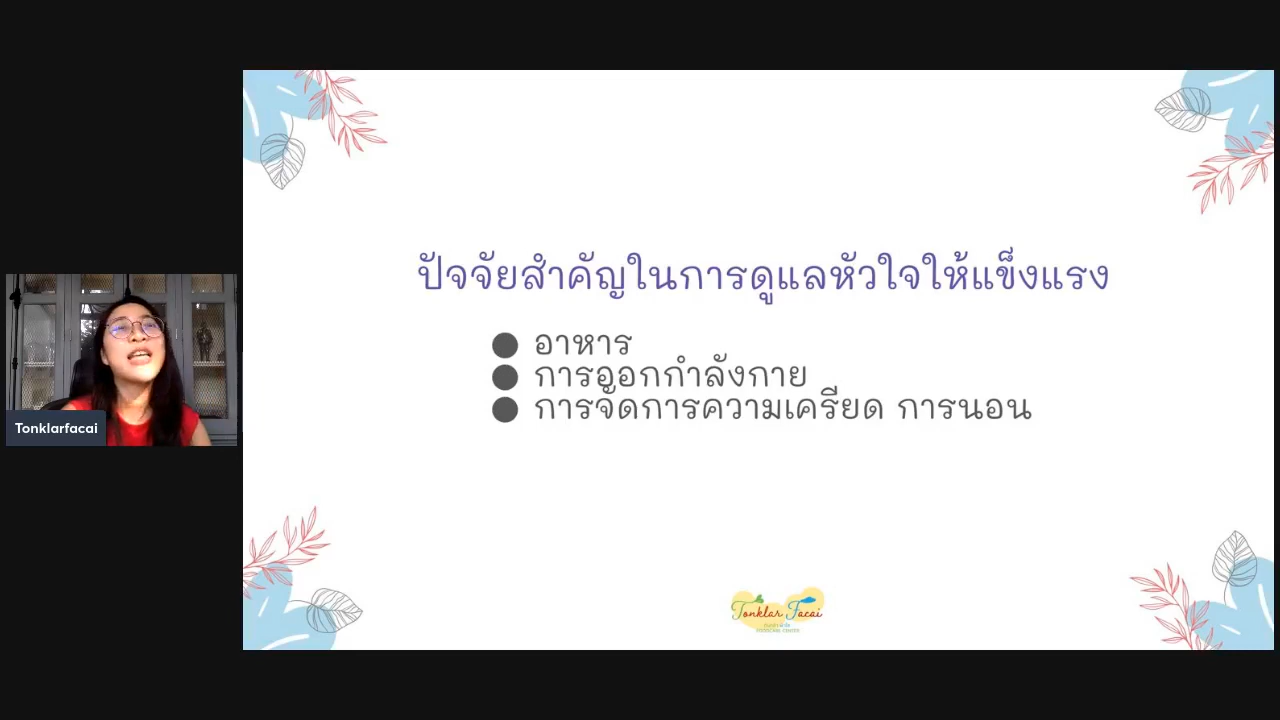 ปัจจัยสำคัญในการดูแลหัวใจให้แข็งแรง
● อาหาร
● การออกกำลังกาย
● การจัดการความเครียด การนอน
Tonklarfacai
Tonklar Facai